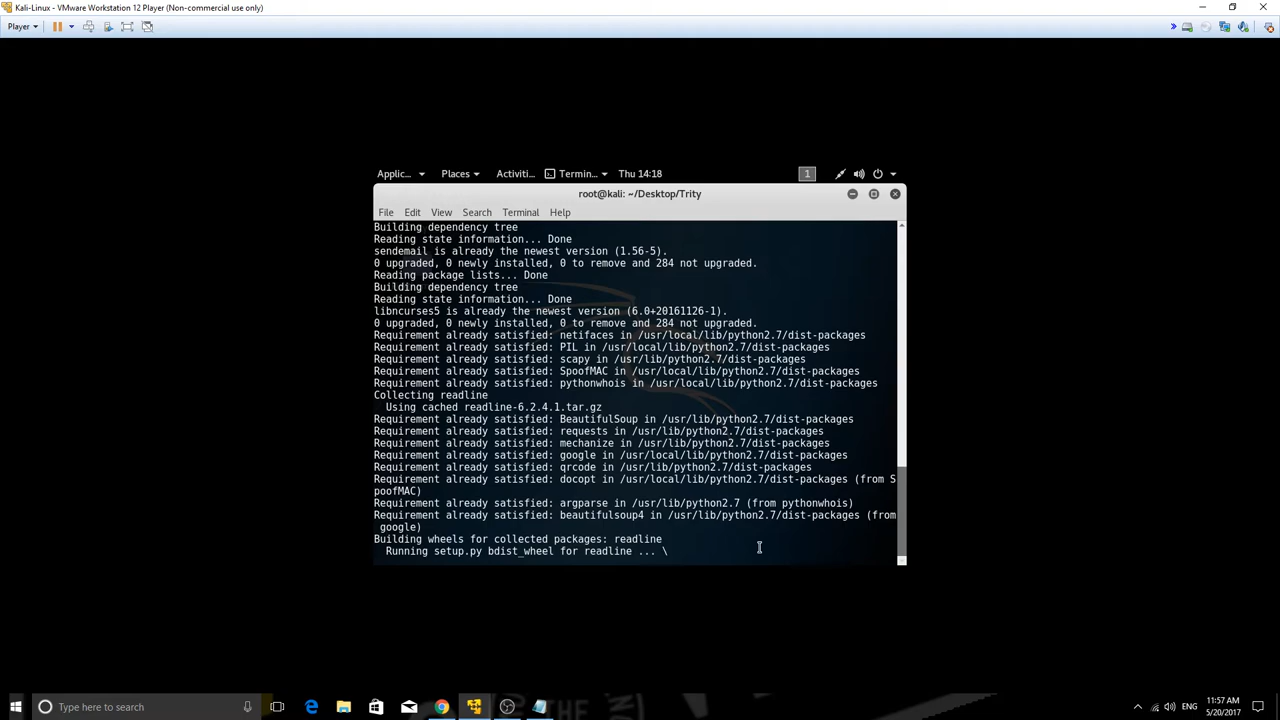 Kali-Linux - VMware Workstation 12 Player (Non-commercial use only)
Player
Applic...
Places
Activiti...
Termin...
Thu 14:18
1
root@kali: ~/Desktop/Trity
File Edit View Search Terminal Help
Building dependency tree
Reading state information... Done
sendemail is already the newest version (1.56-5).
0 upgraded, 0 newly installed, 0 to remove and 284 not upgraded.
Reading package lists... Done
Building dependency tree
Reading state information... Done
libncurses5 is already the newest version (6.0+20161126-1).
0 upgraded, 0 newly installed, 0 to remove and 284 not upgraded.
Requirement already satisfied: netifaces in /usr/local/lib/python2.7/dist-packages
Requirement already satisfied: PIL in /usr/local/lib/python2.7/dist-packages
Requirement already satisfied: scapy in /usr/lib/python2.7/dist-packages
Requirement already satisfied: SpoofMAC in /usr/local/lib/python2.7/dist-packages
Requirement already satisfied: pythonwhois in /usr/local/lib/python2.7/dist-packages
Collecting readline
Using cached readline-6.2.4.1.tar.gz
Requirement already satisfied: BeautifulSoup in /usr/lib/python2.7/dist-packages
Requirement already satisfied: requests in /usr/lib/python2.7/dist-packages
Requirement already satisfied: mechanize in /usr/lib/python2.7/dist-packages
Requirement already satisfied: google in /usr/local/lib/python2.7/dist-packages
Requirement already satisfied: qrcode in /usr/lib/python2.7/dist-packages
Requirement already satisfied: docopt in /usr/local/lib/python2.7/dist-packages (from S
poofMAC)
Requirement already satisfied: argparse in /usr/lib/python2.7 (from pythonwhois)
Requirement already satisfied: beautifulsoup4 in /usr/lib/python2.7/dist-packages (from
google)
Building wheels for collected packages: readline
Running setup.py bdist_wheel for readline ... \
Type here to search
ENG
11:57 AM
5/20/2017